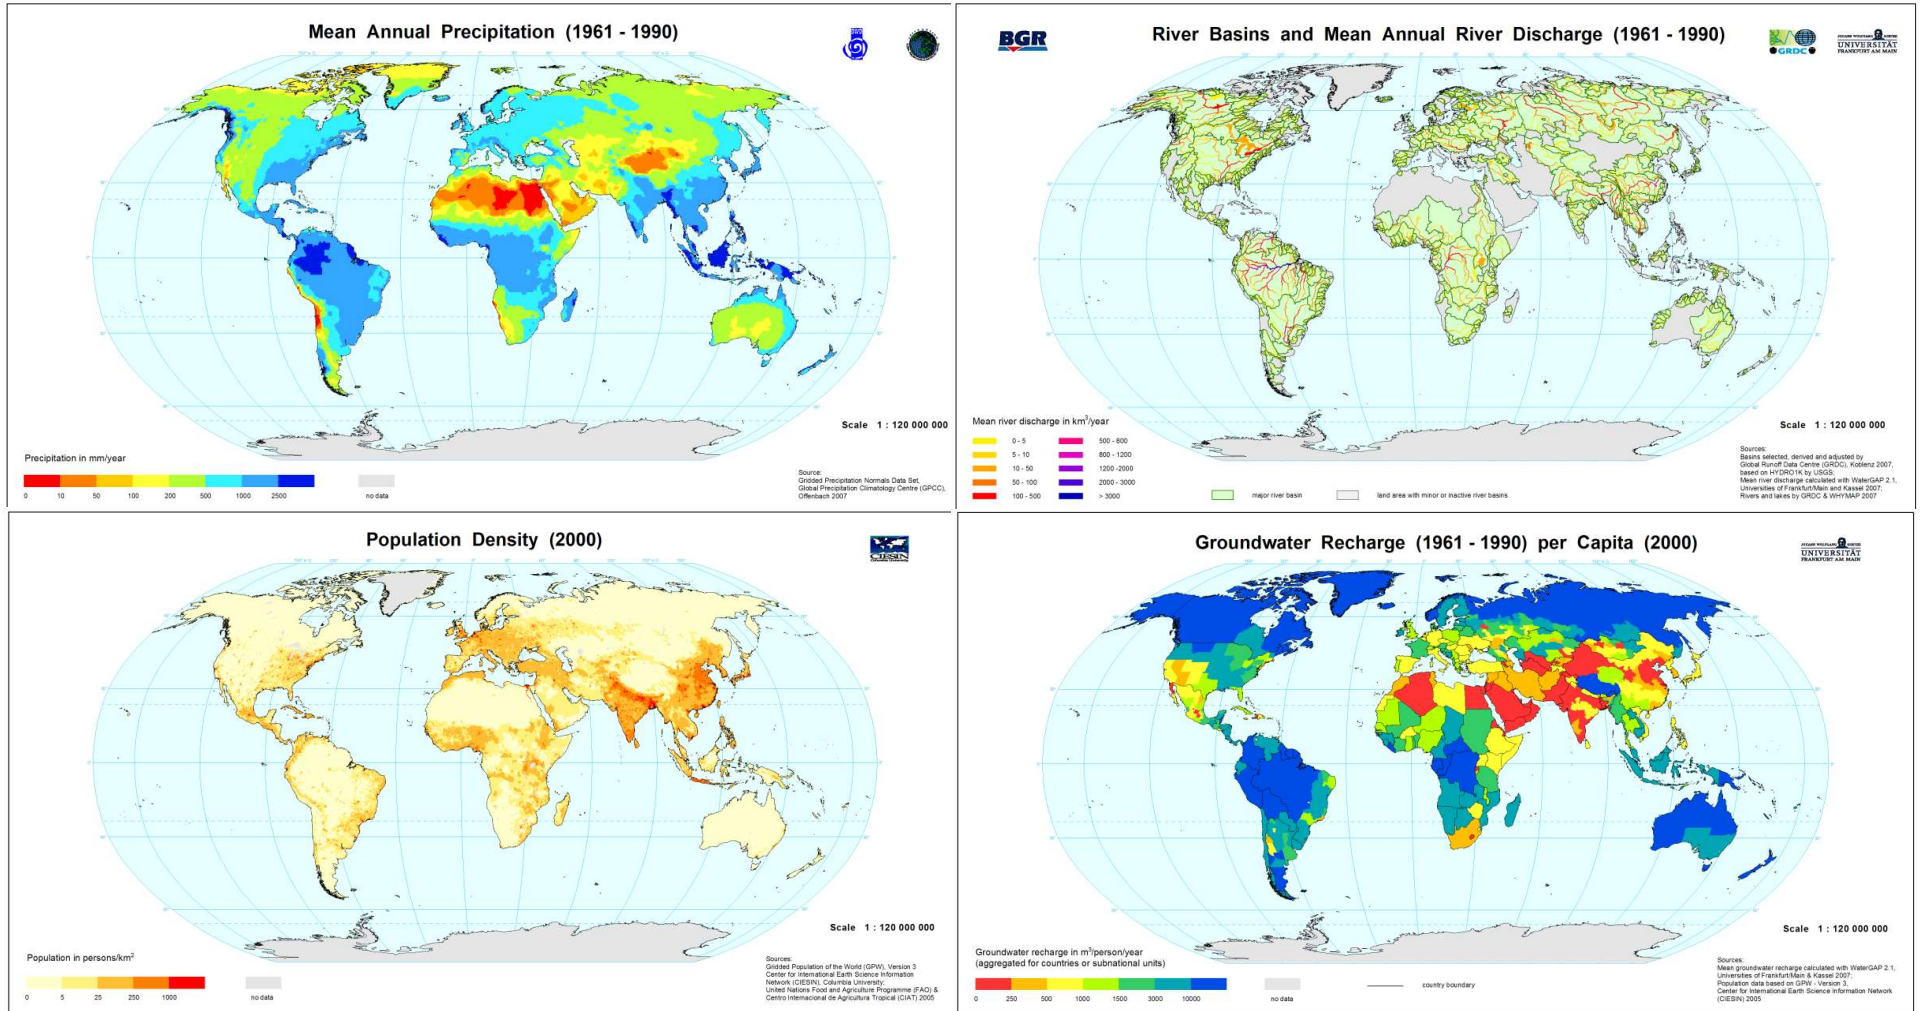 Mean Annual Precipitation (1961 - 1990)
Scale 1 : 120 000 000
Precipitation in mm/year
0 10 50 100 200 500 1000 2500
no data
Source:
Gridded Precipitation Normals Data Set,
Global Precipitation Climatology Centre (GPCC),
Offenbach 2007
BGR
River Basins and Mean Annual River Discharge (1961 - 1990)
GRDC
UNIVERSITÄT
FRANKFURT AM MAIN
Scale 1 : 120 000 000
Mean river discharge in km³/year
0 - 5
5 - 10
10 - 50
50 - 100
100 - 500
500 - 800
800 - 1200
1200 -2000
2000 - 3000
> 3000
major river basin
land area with minor or inactive river basins
Sources:
Basins selected, derived and adjusted by
Global Runoff Data Centre (GRDC), Koblenz 2007,
based on HYDRO1K by USGS;
Mean river discharge calculated with WaterGAP 2.1,
Universities of Frankfurt/Main and Kassel 2007;
Rivers and lakes by GRDC & WHYMAP 2007
Population Density (2000)
CIESIN
Columbia University
Scale 1 : 120 000 000
Population in persons/km²
0 5 25 250 1000
no data
Sources:
Gridded Population of the World (GPW), Version 3
Center for International Earth Science Information
Network (CIESIN), Columbia University;
United Nations Food and Agriculture Programme (FAO) &
Centro Internacional de Agricultura Tropical (CIAT) 2005
Groundwater Recharge (1961 - 1990) per Capita (2000)
UNIVERSITÄT
FRANKFURT AM MAIN
Scale 1 : 120 000 000
Groundwater recharge in m³/person/year
(aggregated for countries or subnational units)
0 250 500 1000 1500 3000 10000
no data
country boundary
Sources:
Mean groundwater recharge calculated with WaterGAP 2.1,
Universities of Frankfurt/Main & Kassel 2007;
Population data based on GPW - Version 3,
Center for International Earth Science Information Network
(CIESIN) 2005